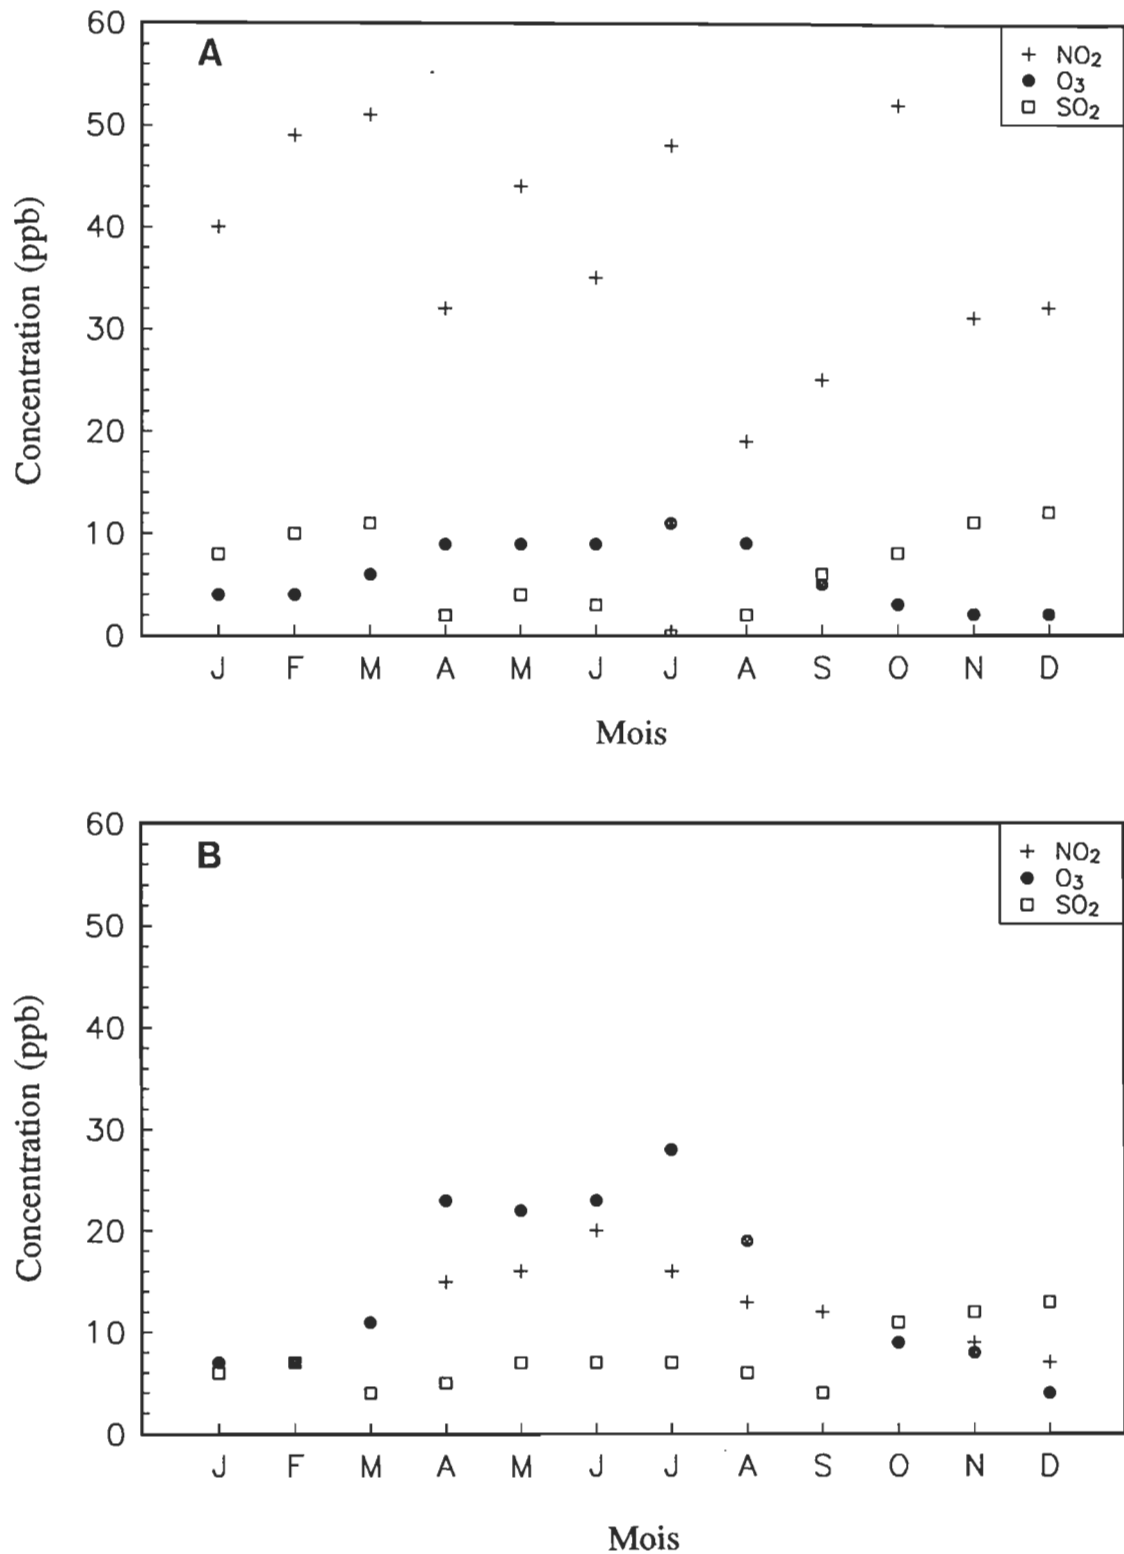 A
NO2
O3
SO2
60
50
40
30
20
10
0
Concentration (ppb)
J F M A M J J A S O N D
Mois
B
NO2
O3
SO2
60
50
40
30
20
10
0
Concentration (ppb)
J F M A M J J A S O N D
Mois